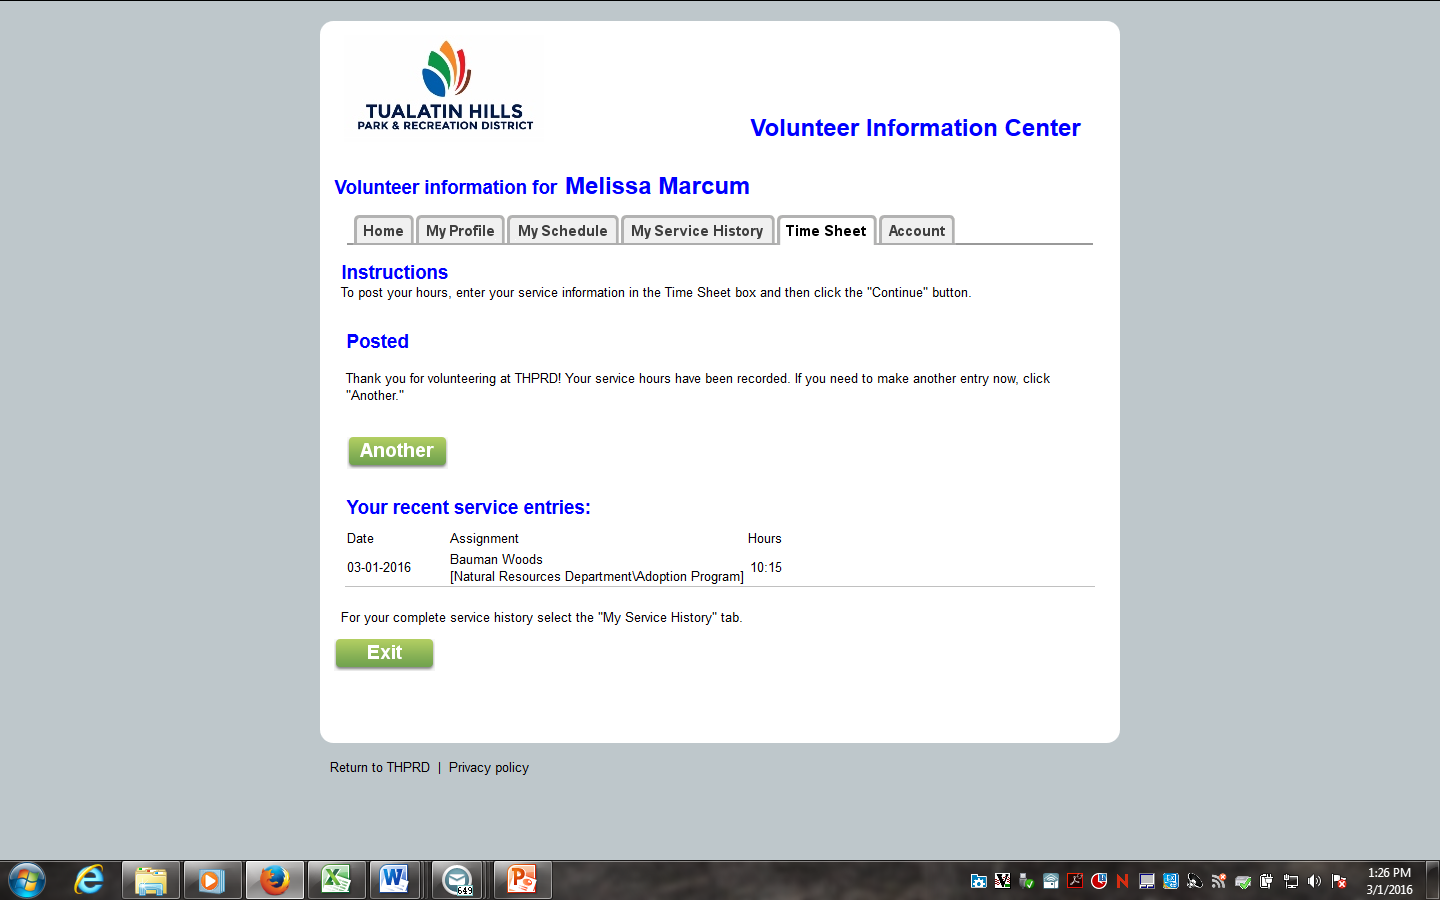 TUALATIN HILLS
PARK & RECREATION DISTRICT
Volunteer Information Center
Volunteer information for Melissa Marcum
Home My Profile My Schedule My Service History Time Sheet Account
Instructions
To post your hours, enter your service information in the Time Sheet box and then click the "Continue" button.
Posted
Thank you for volunteering at THPRD! Your service hours have been recorded. If you need to make another entry now, click
"Another."
Another
Your recent service entries:
Date Assignment Hours
Bauman Woods
03-01-2016 [Natural Resources Department\Adoption Program] 10:15
For your complete service history select the "My Service History" tab.
Exit
Return to THPRD | Privacy policy
649
1:26 PM
3/1/2016